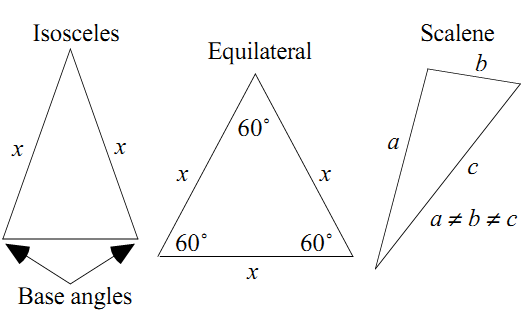 Isosceles
x
x
Base angles
Equilateral
60°
x
x
60°
60°
x
Scalene
b
a
c
a ≠ b ≠ c